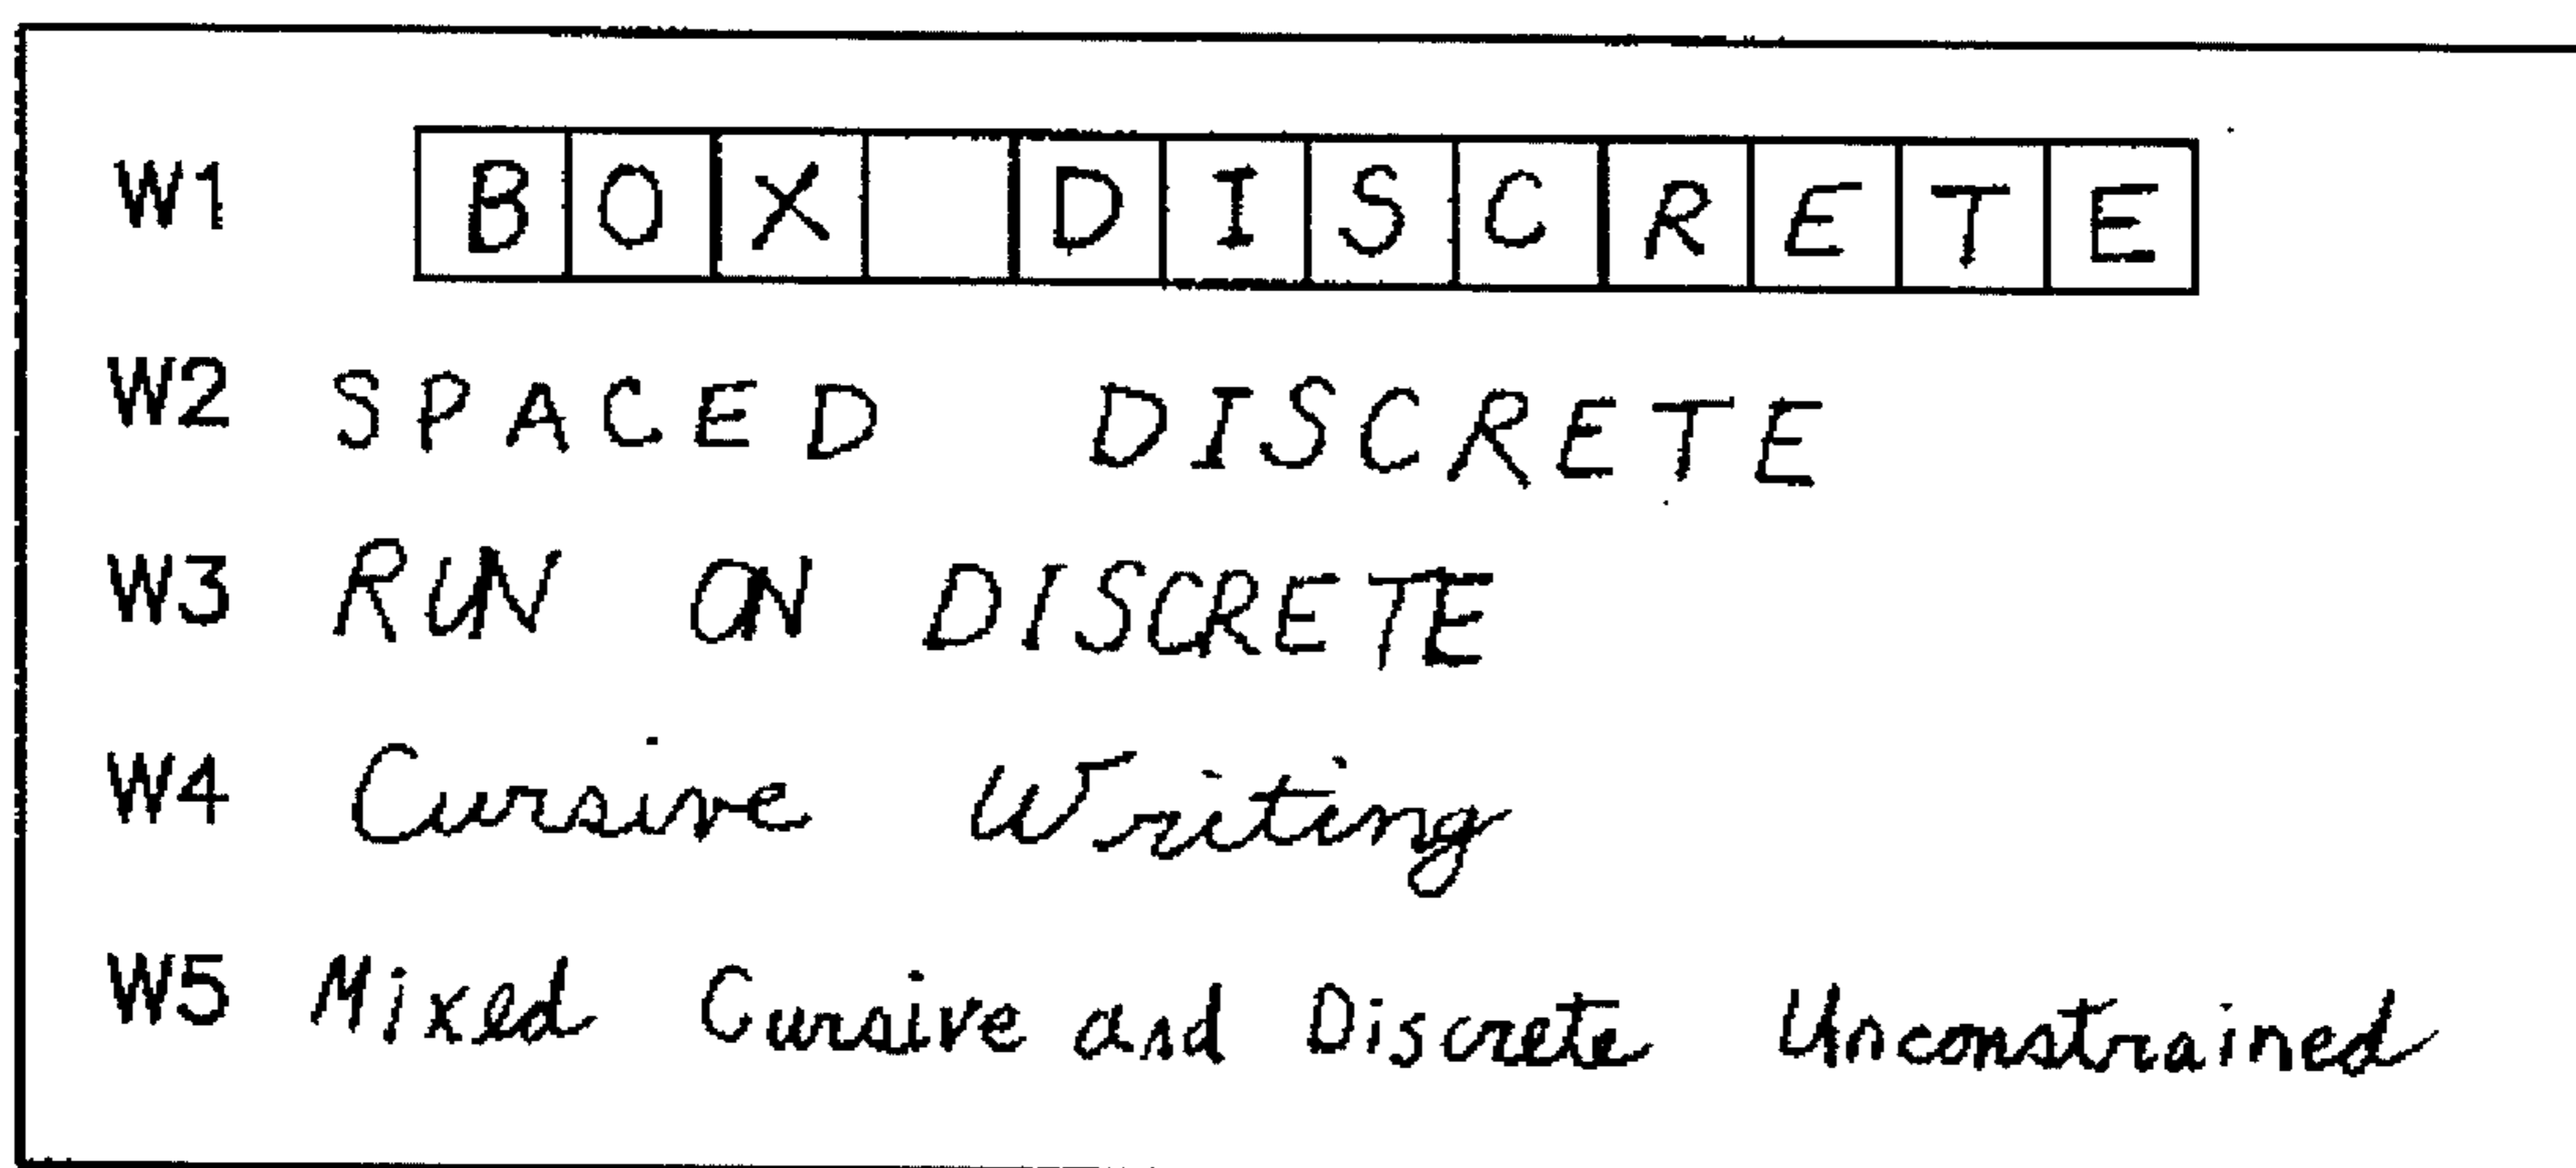 W1 BOX DISCRETE
W2 SPACED DISCRETE
W3 RUN ON DISCRETE
W4 Cursive Writing
W5 Mixed Cursive and Discrete Unconstrained